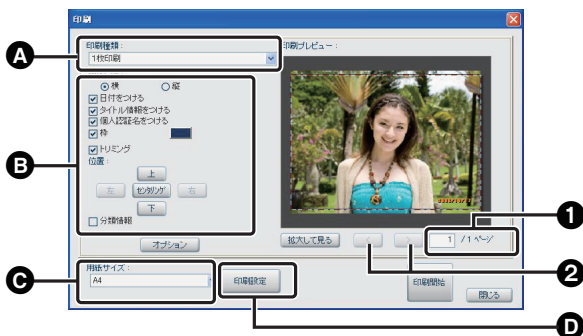 印刷
A
印刷種類：
1枚印刷
印刷プレビュー：
横
縦
日付をつける
タイトル情報をつける
個人認証名をつける
枠
B
トリミング
位置：
上
左
センタリング
右
下
分類情報
オプション
拡大して見る
1
/1 ページ
1
2
C
用紙サイズ：
A4
印刷設定
印刷開始
閉じる
D